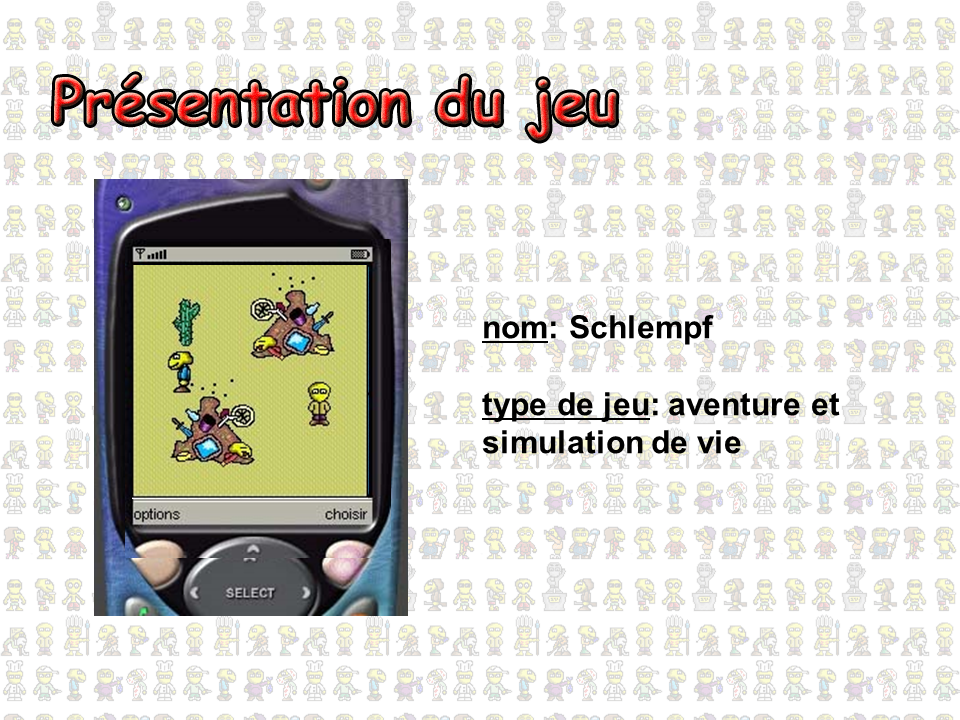 Présentation du jeu
nom: Schlempf
type de jeu: aventure et
simulation de vie
options choisir
SELECT